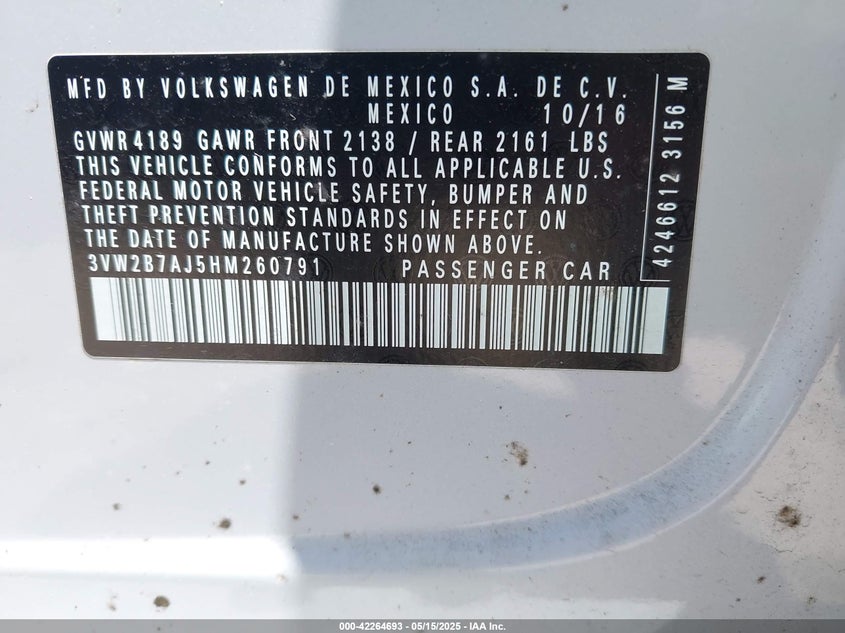 MFD BY VOLKSWAGEN DE MEXICO S.A. DE C.V.
MEXICO 10/16
GVWR4189 GAWR FRONT 2138 / REAR 2161 LBS
THIS VEHICLE CONFORMS TO ALL APPLICABLE U.S.
FEDERAL MOTOR VEHICLE SAFETY, BUMPER AND
THEFT PREVENTION STANDARDS IN EFFECT ON
THE DATE OF MANUFACTURE SHOWN ABOVE.
3VW2B7AJ5HM260791 PASSENGER CAR
4246612 3156 M
000-42264693 - 05/15/2025 - IAA Inc.